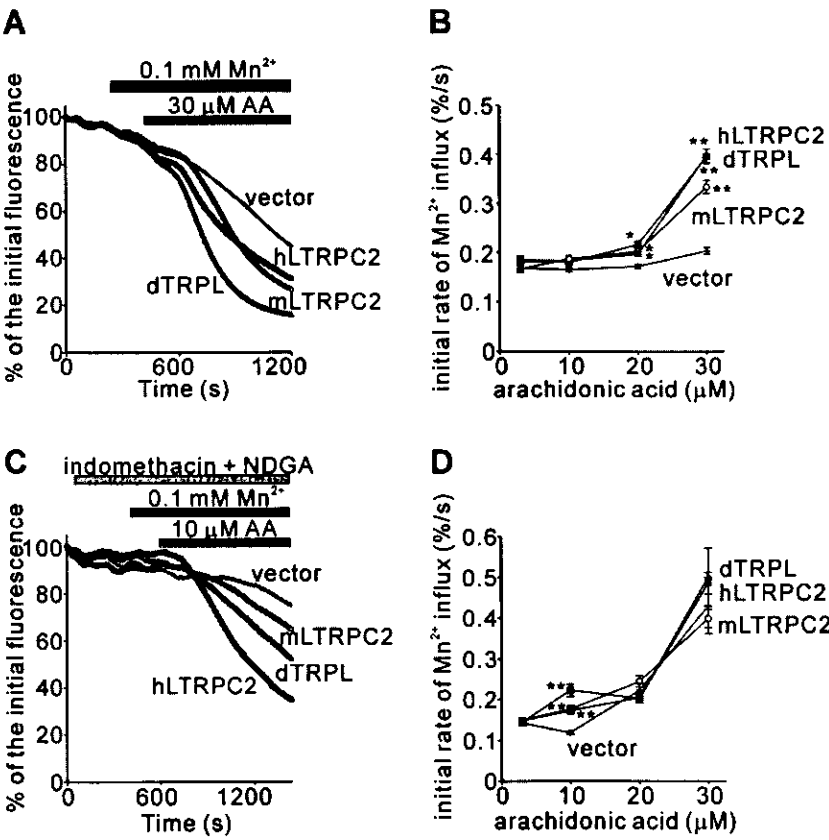 A
0.1 mM Mn²⁺
30 μM AA
% of the initial fluorescence
100
80
60
40
20
0
vector
hLTRPC2
mLTRPC2
dTRPL
0 600 1200
Time (s)
B
initial rate of Mn²⁺ influx (%/s)
0.5
0.4
0.3
0.2
0.1
0
** hLTRPC2
dTRPL
**
**
mLTRPC2
*
*
*
vector
0 10 20 30
arachidonic acid (μM)
C
indomethacin + NDGA
0.1 mM Mn²⁺
10 μM AA
% of the initial fluorescence
100
80
60
40
20
0
vector
mLTRPC2
dTRPL
hLTRPC2
0 600 1200
Time (s)
D
initial rate of Mn²⁺ influx (%/s)
0.6
0.5
0.4
0.3
0.2
0.1
0
dTRPL
hLTRPC2
mLTRPC2
**
**
**
vector
0 10 20 30
arachidonic acid (μM)